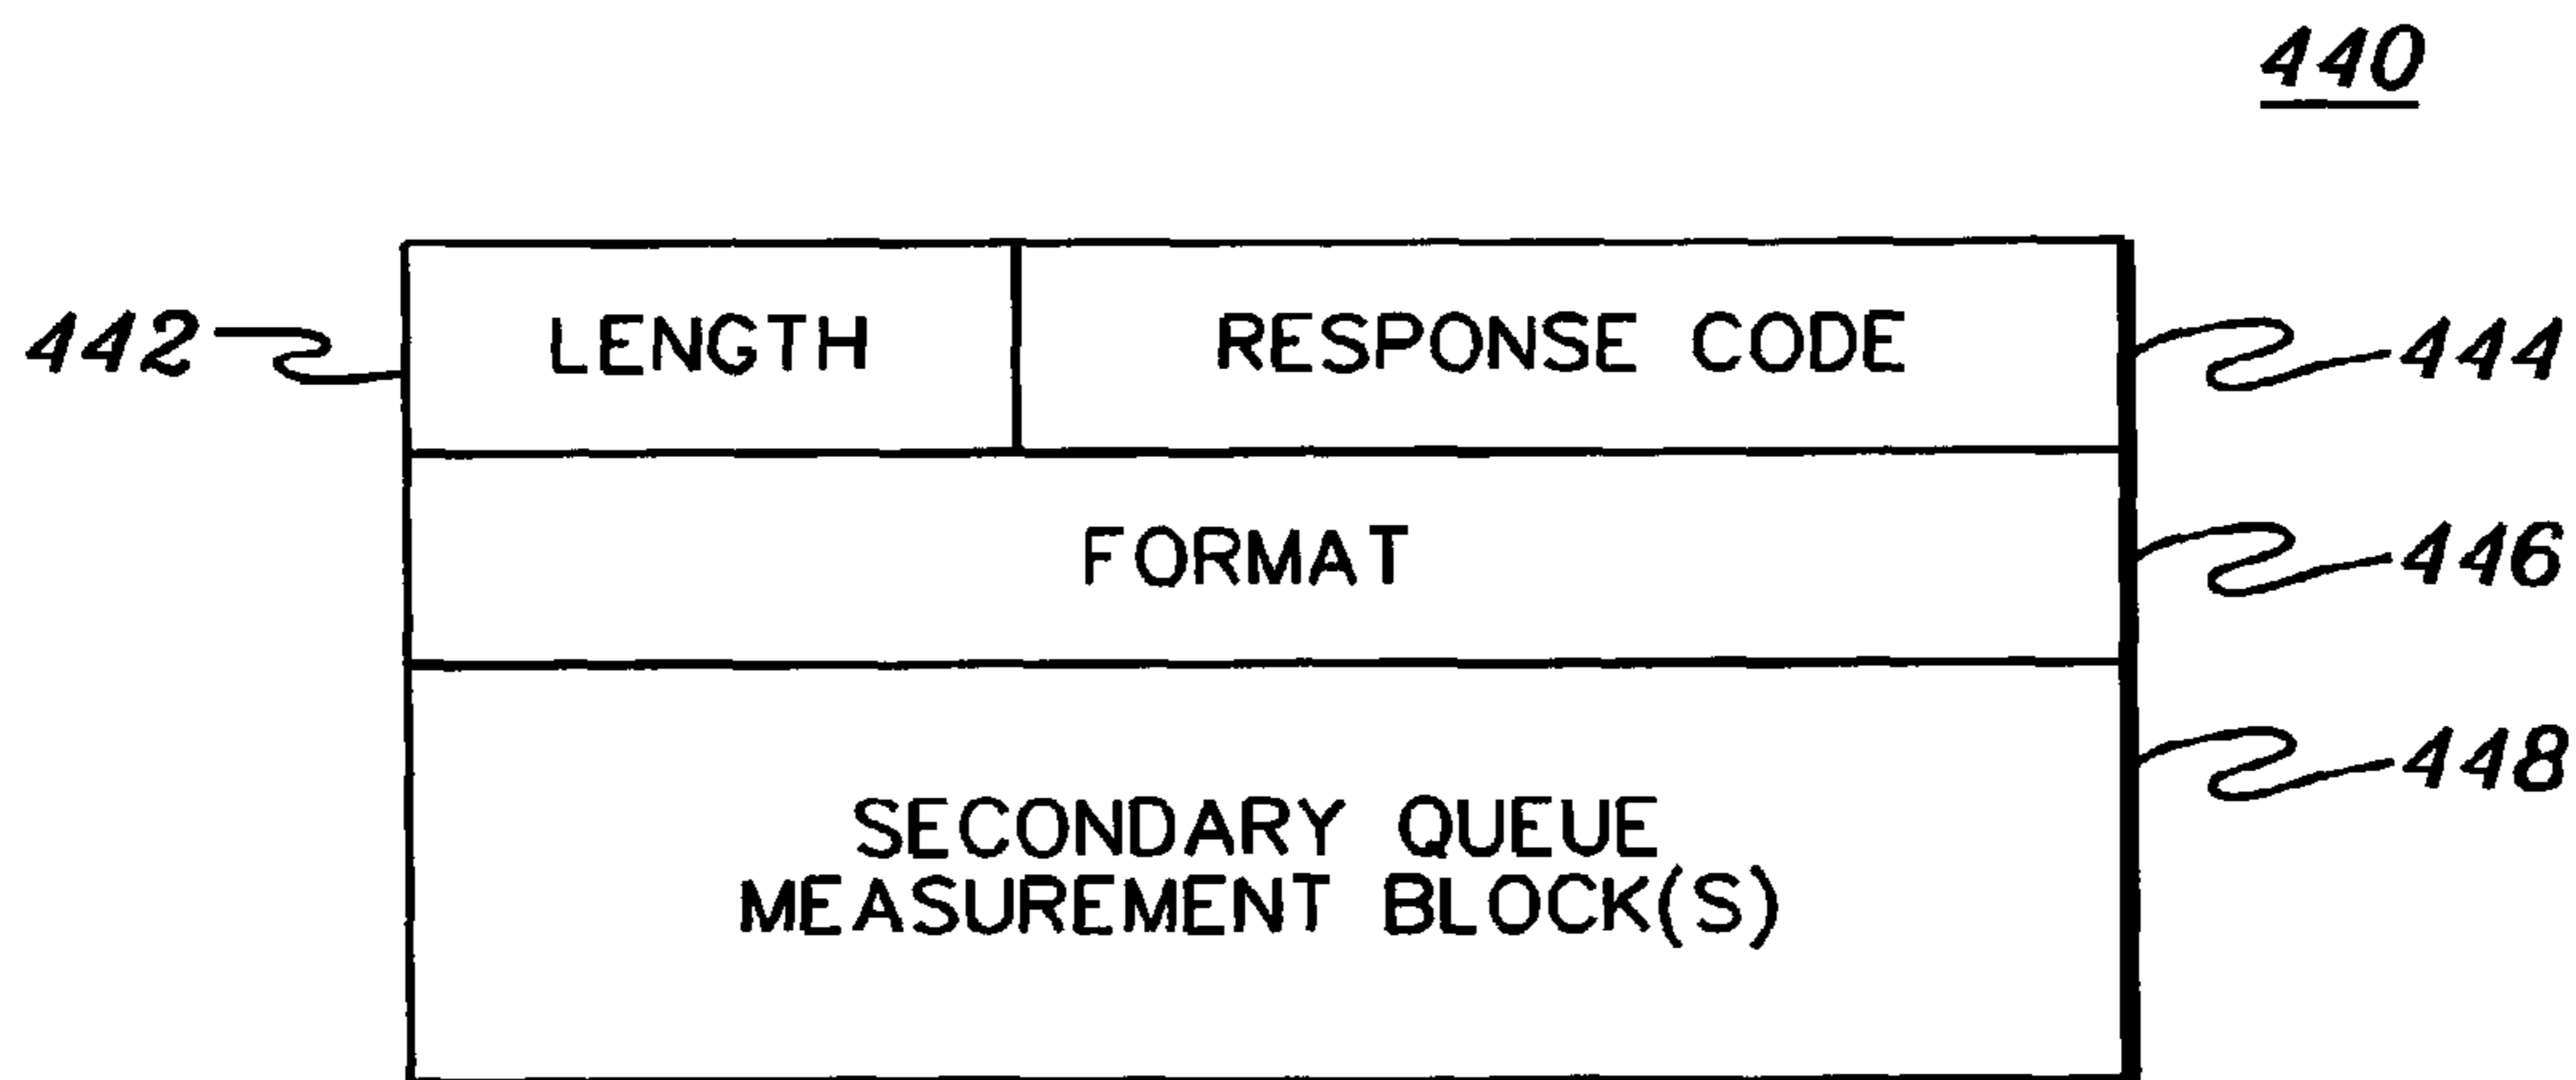 440
442
LENGTH
RESPONSE CODE
444
FORMAT
446
448
SECONDARY QUEUE
MEASUREMENT BLOCK(S)